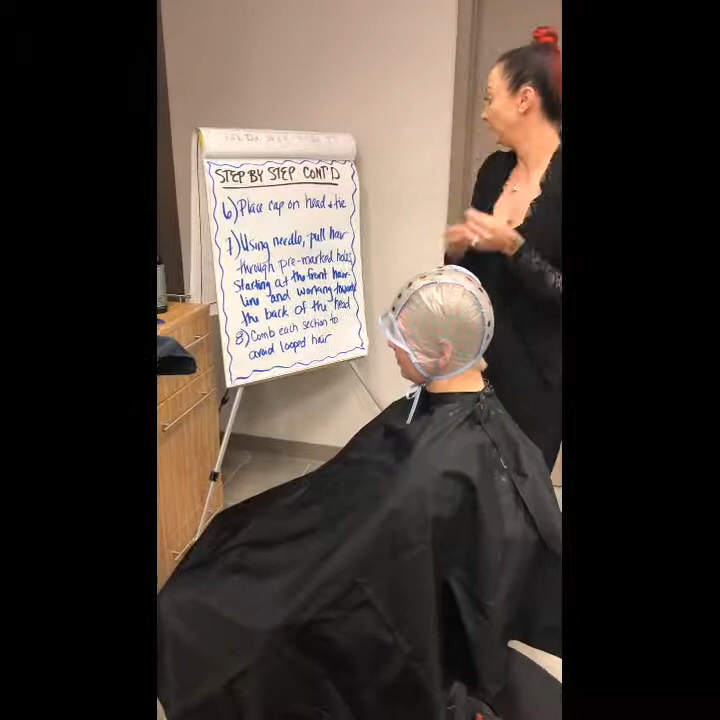 STEP BY STEP CONT'D
6) Place cap on head & tie
7) Using needle, pull hair
through pre-marked holes,
starting at the front hair-
line and working towards
the back of the head
8) Comb each section to
avoid looped hair